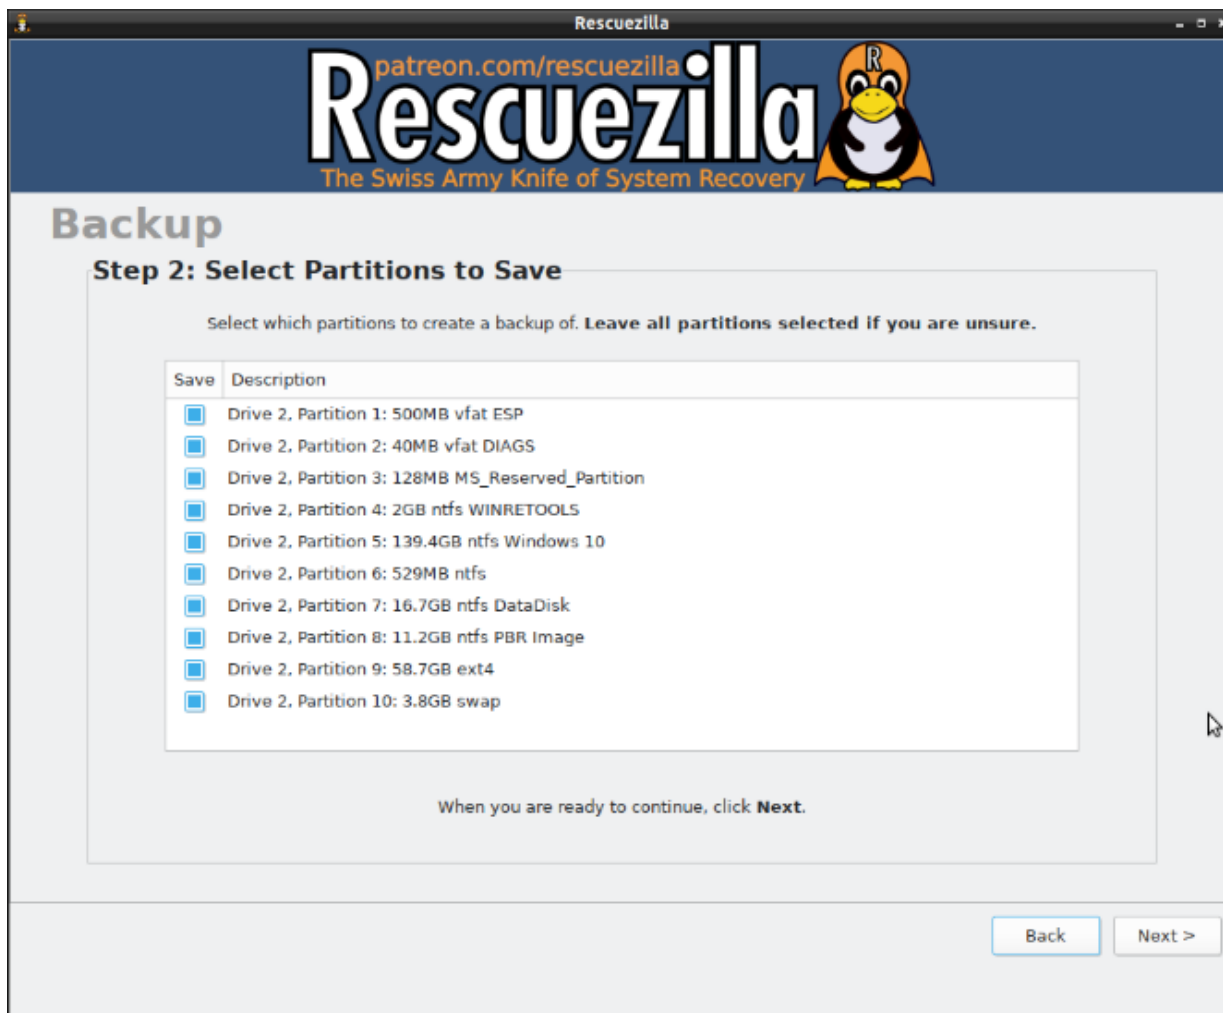 Rescuezilla
patreon.com/rescuezilla
R
Rescuezilla
The Swiss Army Knife of System Recovery
Backup
Step 2: Select Partitions to Save
Select which partitions to create a backup of. Leave all partitions selected if you are unsure.
Save Description
Drive 2, Partition 1: 500MB vfat ESP
Drive 2, Partition 2: 40MB vfat DIAGS
Drive 2, Partition 3: 128MB MS_Reserved_Partition
Drive 2, Partition 4: 2GB ntfs WINRETOOLS
Drive 2, Partition 5: 139.4GB ntfs Windows 10
Drive 2, Partition 6: 529MB ntfs
Drive 2, Partition 7: 16.7GB ntfs DataDisk
Drive 2, Partition 8: 11.2GB ntfs PBR Image
Drive 2, Partition 9: 58.7GB ext4
Drive 2, Partition 10: 3.8GB swap
When you are ready to continue, click Next.
Back Next >